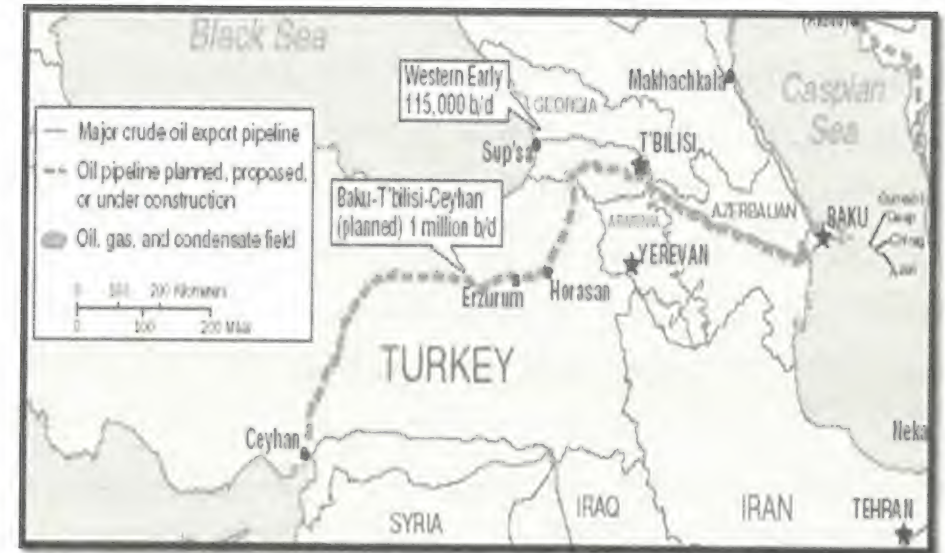 Black Sea
Caspian
Sea
Makhachkala
Western Early
115,000 b/d
GEORGIA
Sup'sa
T'BILISI
Major crude oil export pipeline
Oil pipeline planned, proposed,
or under construction
Oil, gas, and condensate field
0 100 200 Kilometers
0 100 200 Miles
Baku-T'bilisi-Ceyhan
(planned) 1 million b/d
ARMENIA
AZERBAIJAN
BAKU
YEREVAN
Erzurum
Horasan
TURKEY
Ceyhan
Neka
SYRIA
IRAQ
IRAN
TEHRAN